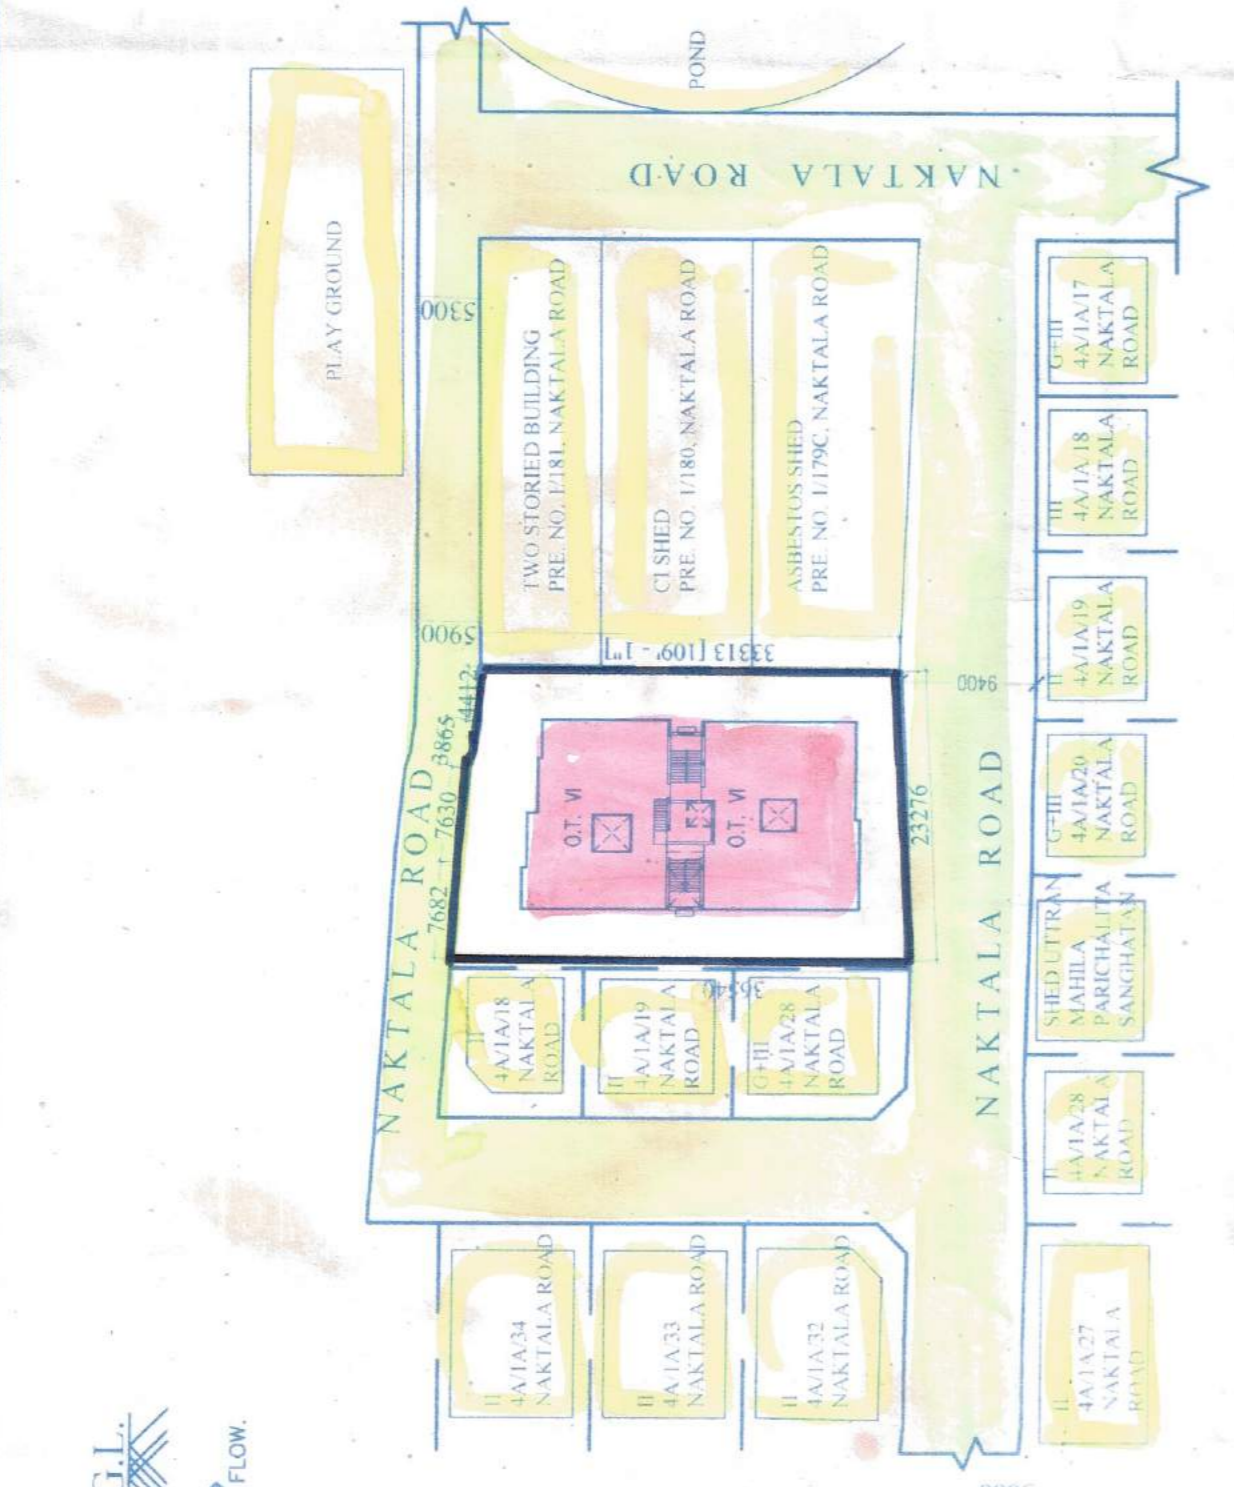 POND
NAKTALA ROAD
PLAY GROUND
5300
TWO STORIED BUILDING
PRE. NO. 1/181, NAKTALA ROAD
CI SHED
PRE. NO. 1/180, NAKTALA ROAD
ASBESTOS SHED
PRE. NO. 1/179C, NAKTALA ROAD
G+III
4A/1A/17
NAKTALA
ROAD
III
4A/1A/18
NAKTALA
ROAD
5900
33313 [109' - 1"]
II
4A/1A/19
NAKTALA
ROAD
4412
3865
7630
7682
NAKTALA ROAD
9400
O.T. VI
O.T. VI
23276
NAKTALA ROAD
G+III
4A/1A/20
NAKTALA
ROAD
SHED UTTRAN
MAHILA
PARICHALITA
SANGHATAN
36540
II
4A/1A/18
NAKTALA
ROAD
II
4A/1A/19
NAKTALA
ROAD
G+III
4A/1A/28
NAKTALA
ROAD
II
4A/1A/28
NAKTALA
ROAD
II
4A/1A/34
NAKTALA ROAD
II
4A/1A/33
NAKTALA ROAD
II
4A/1A/32
NAKTALA ROAD
II
4A/1A/27
NAKTALA
ROAD
G.L.
FLOW.